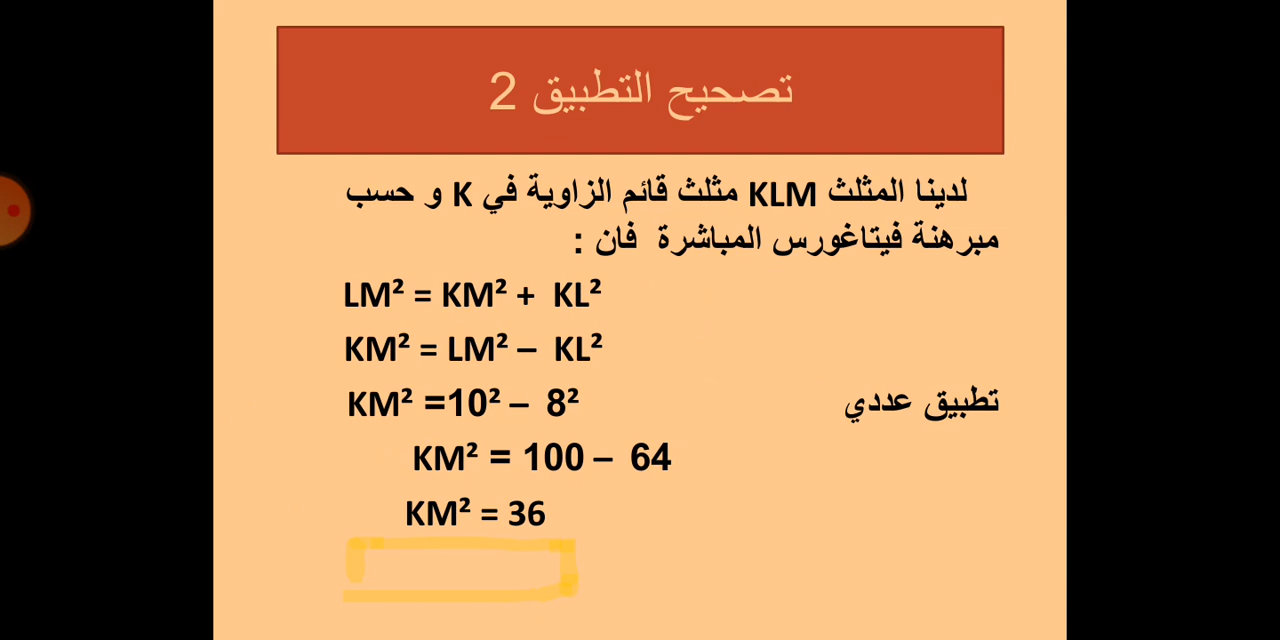 تصحيح التطبيق 2
لدينا المثلث KLM مثلث قائم الزاوية في K و حسب
مبرهنة فيتاغورس المباشرة فان :
LM² = KM² + KL²
KM² = LM² – KL²
تطبيق عددي KM² =10² – 8²
KM² = 100 – 64
KM² = 36